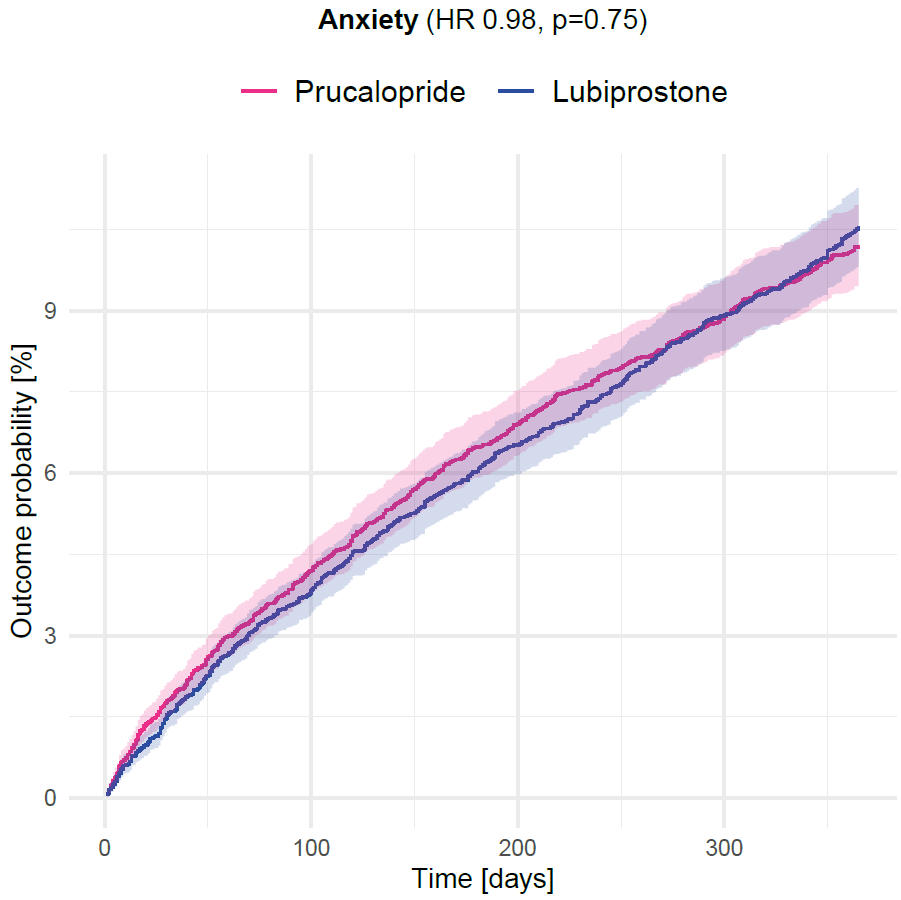 Anxiety (HR 0.98, p=0.75)
Prucalopride Lubiprostone
Outcome probability [%]
9
6
3
0
0 100 200 300
Time [days]